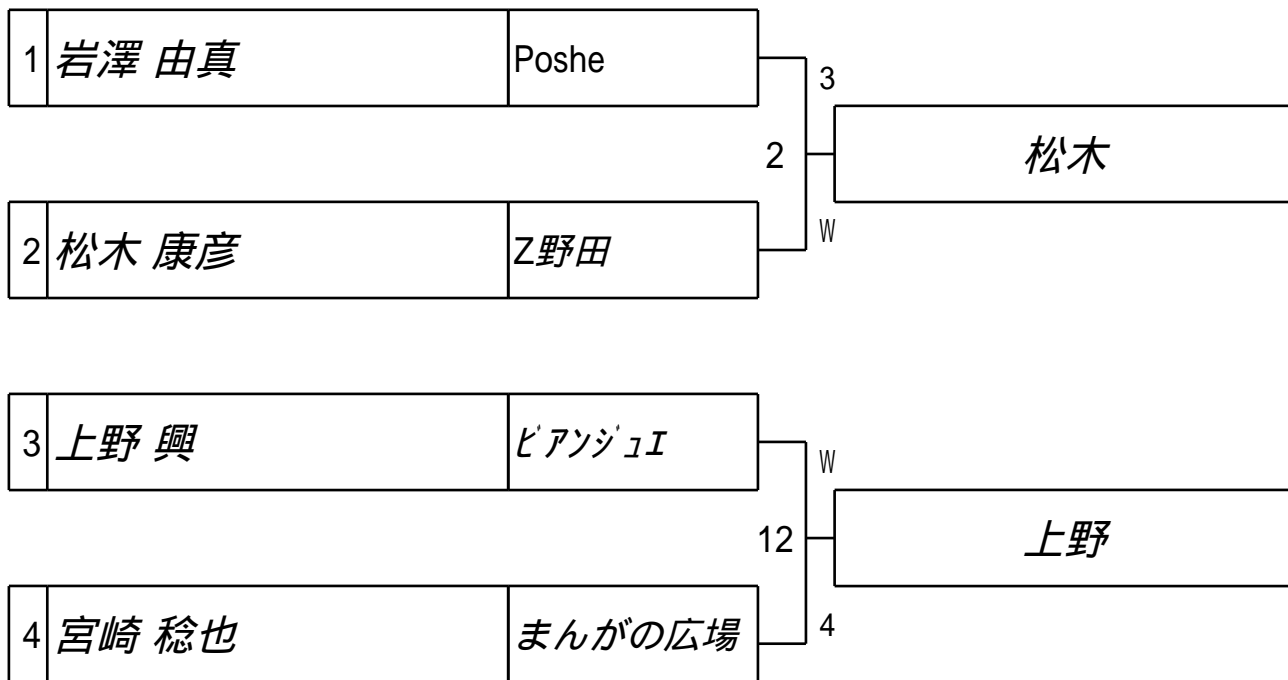 1 岩澤 由真 Poshe
3
2 松木
2 松木 康彦 Z野田
W
3 上野 興 ﾋﾞｱﾝｼﾞｭｴ
W
12 上野
4 宮崎 稔也 まんがの広場
4